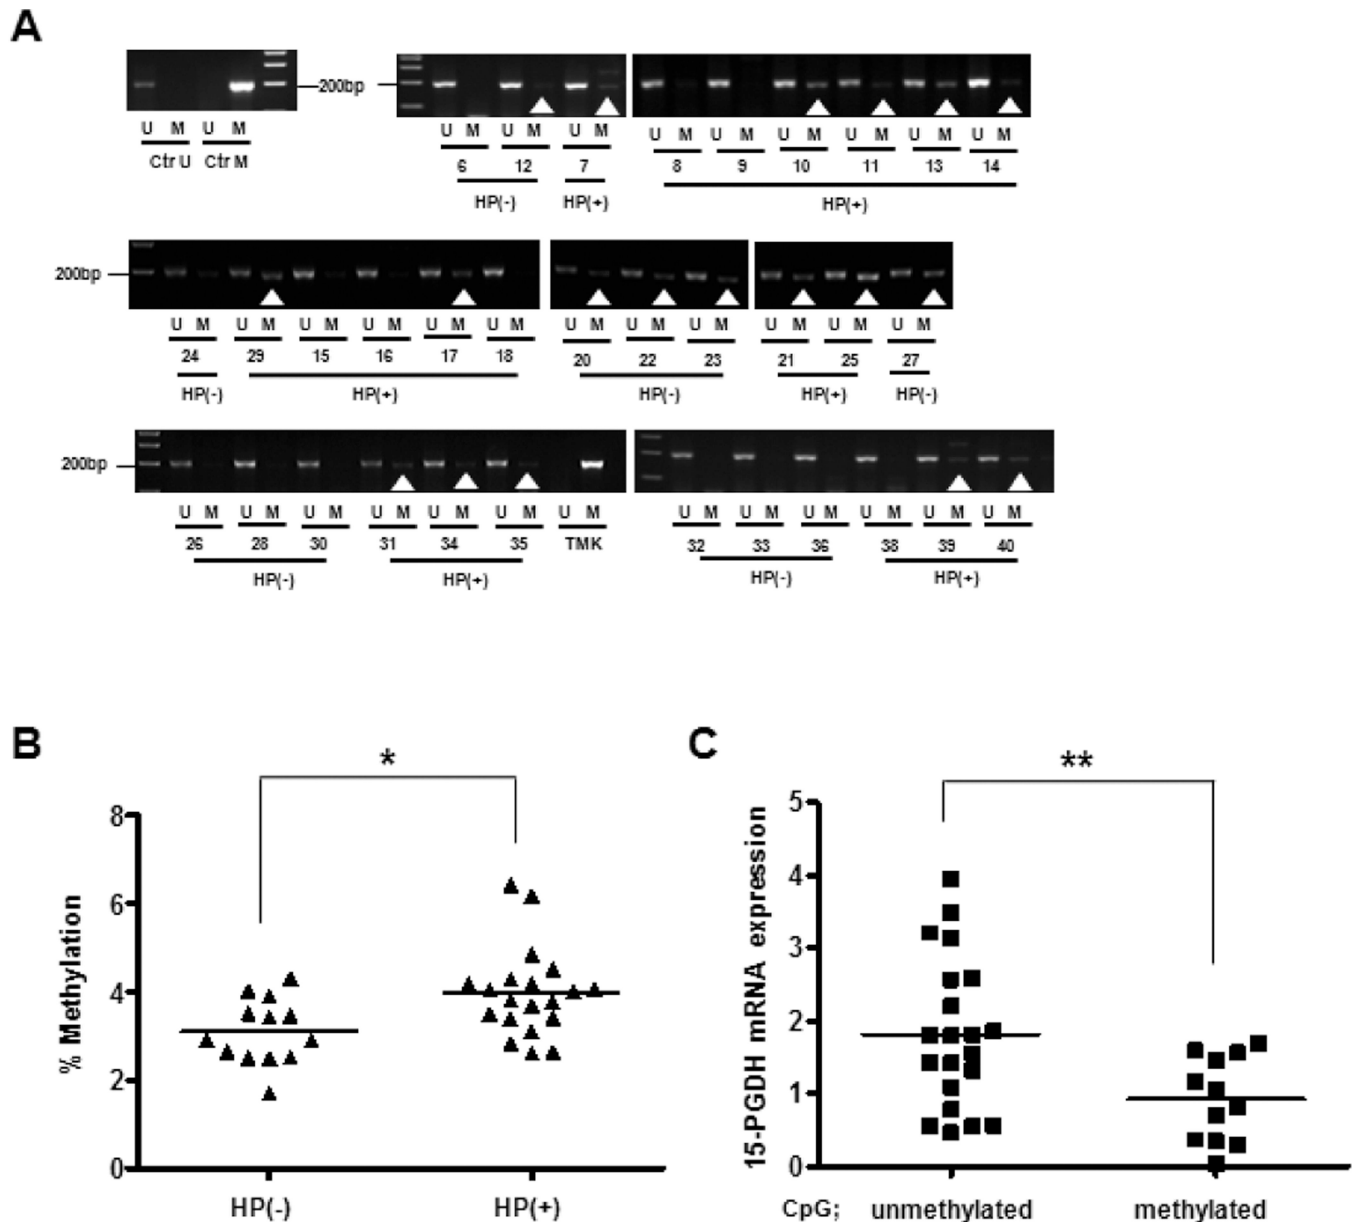 A
200bp
U M U M
Ctr U Ctr M
U M U M U M
6 12 7
HP(-) HP(+)
U M U M U M U M U M U M
8 9 10 11 13 14
HP(+)
200bp
U M U M U M U M U M U M
24 29 15 16 17 18
HP(-) HP(+)
U M U M U M
20 22 23
HP(-)
U M U M U M
21 25 27
HP(+) HP(-)
200bp
U M U M U M U M U M U M U M
26 28 30 31 34 35 TMK
HP(-) HP(+)
U M U M U M U M U M U M
32 33 36 38 39 40
HP(-) HP(+)
B
*
% Methylation
8
6
4
2
0
HP(-) HP(+)
C
**
15-PGDH mRNA expression
5
4
3
2
1
0
CpG; unmethylated methylated